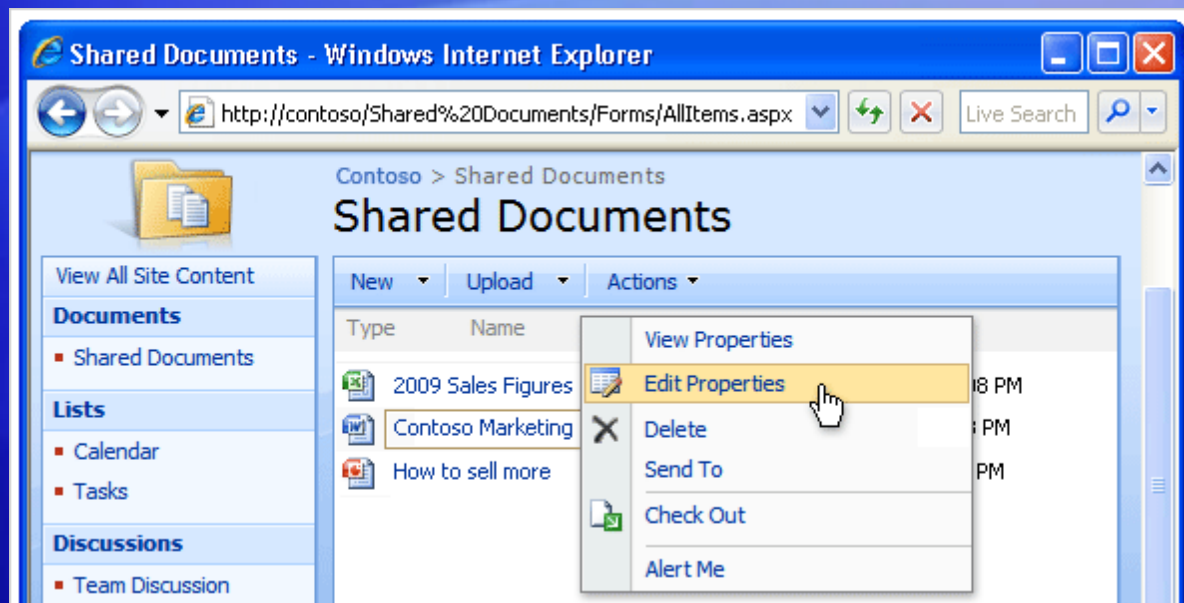 Shared Documents - Windows Internet Explorer
http://contoso/Shared%20Documents/Forms/AllItems.aspx
Live Search
Contoso > Shared Documents
Shared Documents
View All Site Content
Documents
Shared Documents
Lists
Calendar
Tasks
Discussions
Team Discussion
New Upload Actions
Type Name
2009 Sales Figures
Contoso Marketing
How to sell more
View Properties
Edit Properties
Delete
Send To
Check Out
Alert Me
8 PM
PM
PM